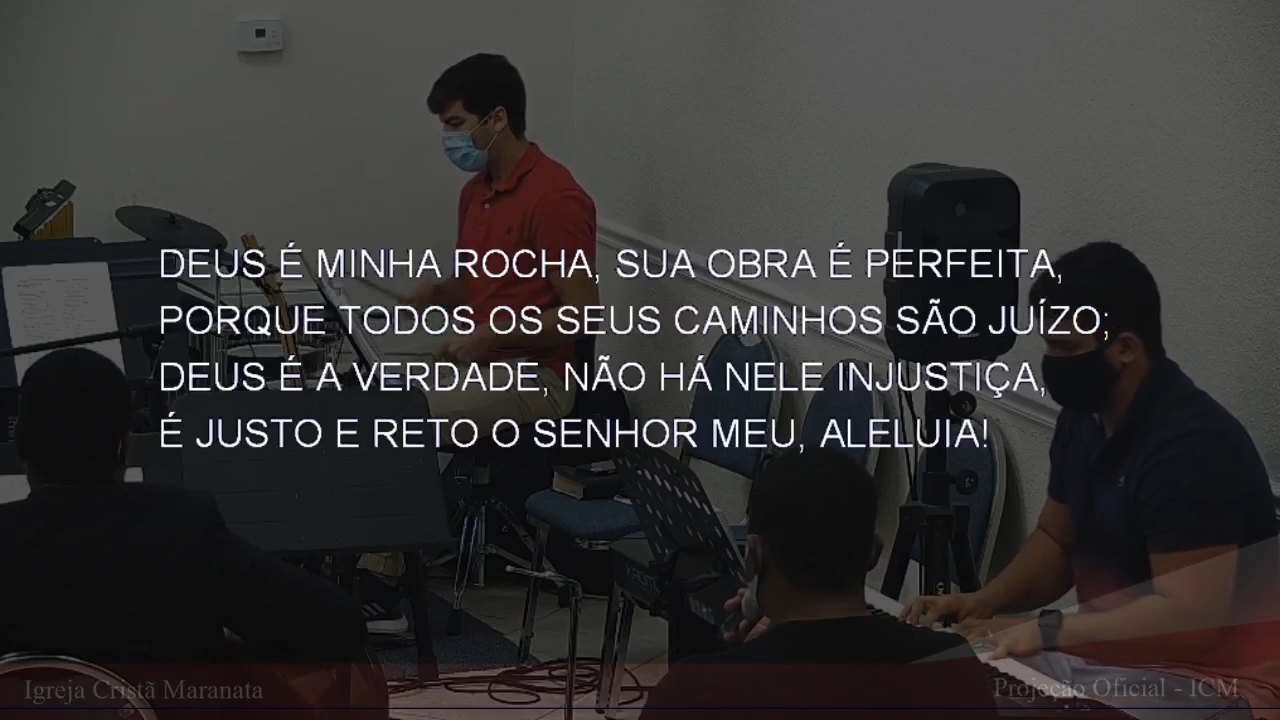 DEUS É MINHA ROCHA, SUA OBRA É PERFEITA,
PORQUE TODOS OS SEUS CAMINHOS SÃO JUÍZO;
DEUS É A VERDADE, NÃO HÁ NELE INJUSTIÇA,
É JUSTO E RETO O SENHOR MEU, ALELUIA!
Igreja Cristã Maranata
Projeção Oficial - ICM